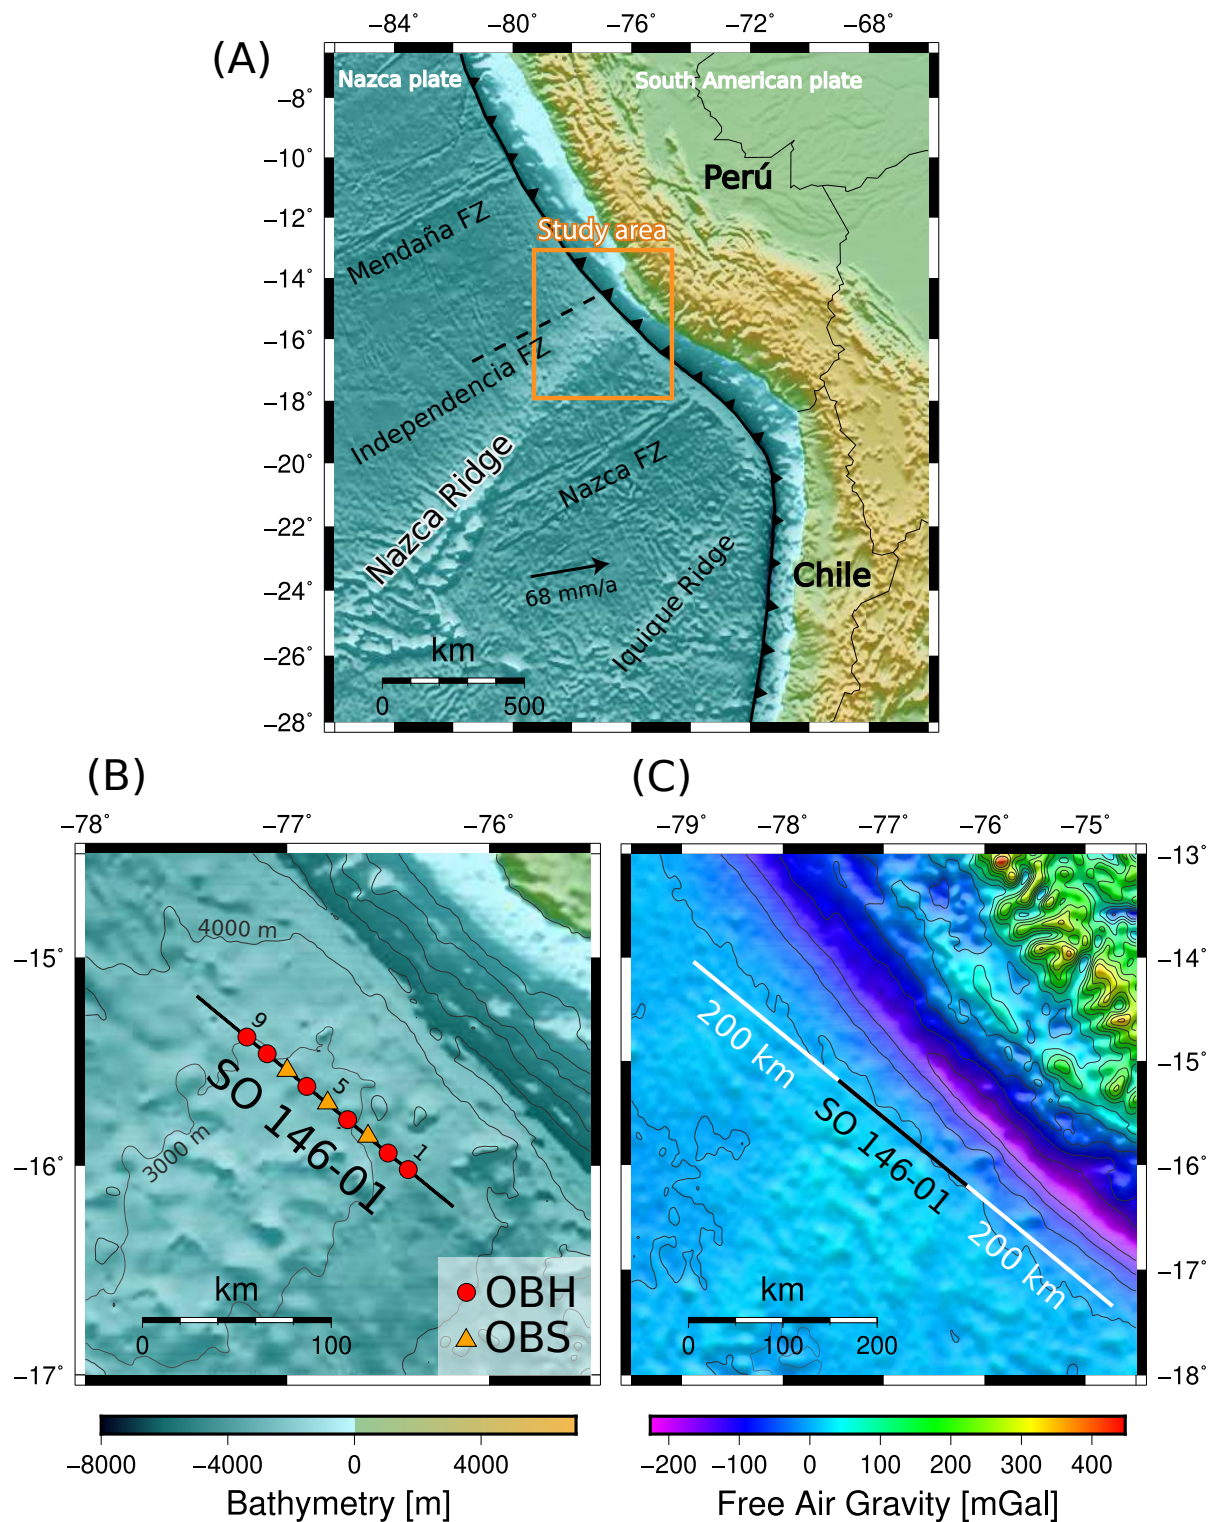 (A)
−84˚ −80˚ −76˚ −72˚ −68˚
Nazca plate
South American plate
−8˚
−10˚
−12˚
−14˚
−16˚
−18˚
−20˚
−22˚
−24˚
−26˚
−28˚
Perú
Mendaña FZ
Study area
Independencia FZ
Nazca Ridge
Nazca FZ
68 mm/a
Iquique Ridge
Chile
km
0 500
(B)
−78˚ −77˚ −76˚
−15˚
−16˚
−17˚
4000 m
3000 m
9
5
1
SO 146-01
km
0 100
OBH
OBS
−8000 −4000 0 4000
Bathymetry [m]
(C)
−79˚ −78˚ −77˚ −76˚ −75˚
−13˚
−14˚
−15˚
−16˚
−17˚
−18˚
200 km
SO 146-01
200 km
km
0 100 200
−200 −100 0 100 200 300 400
Free Air Gravity [mGal]